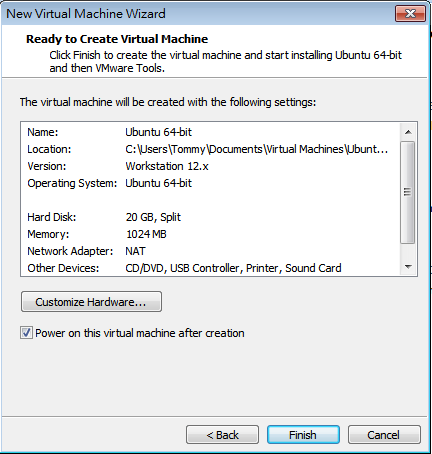 New Virtual Machine Wizard
Ready to Create Virtual Machine
Click Finish to create the virtual machine and start installing Ubuntu 64-bit
and then VMware Tools.
The virtual machine will be created with the following settings:
Name: Ubuntu 64-bit
Location: C:\Users\Tommy\Documents\Virtual Machines\Ubunt...
Version: Workstation 12.x
Operating System: Ubuntu 64-bit
Hard Disk: 20 GB, Split
Memory: 1024 MB
Network Adapter: NAT
Other Devices: CD/DVD, USB Controller, Printer, Sound Card
Customize Hardware...
Power on this virtual machine after creation
< Back Finish Cancel